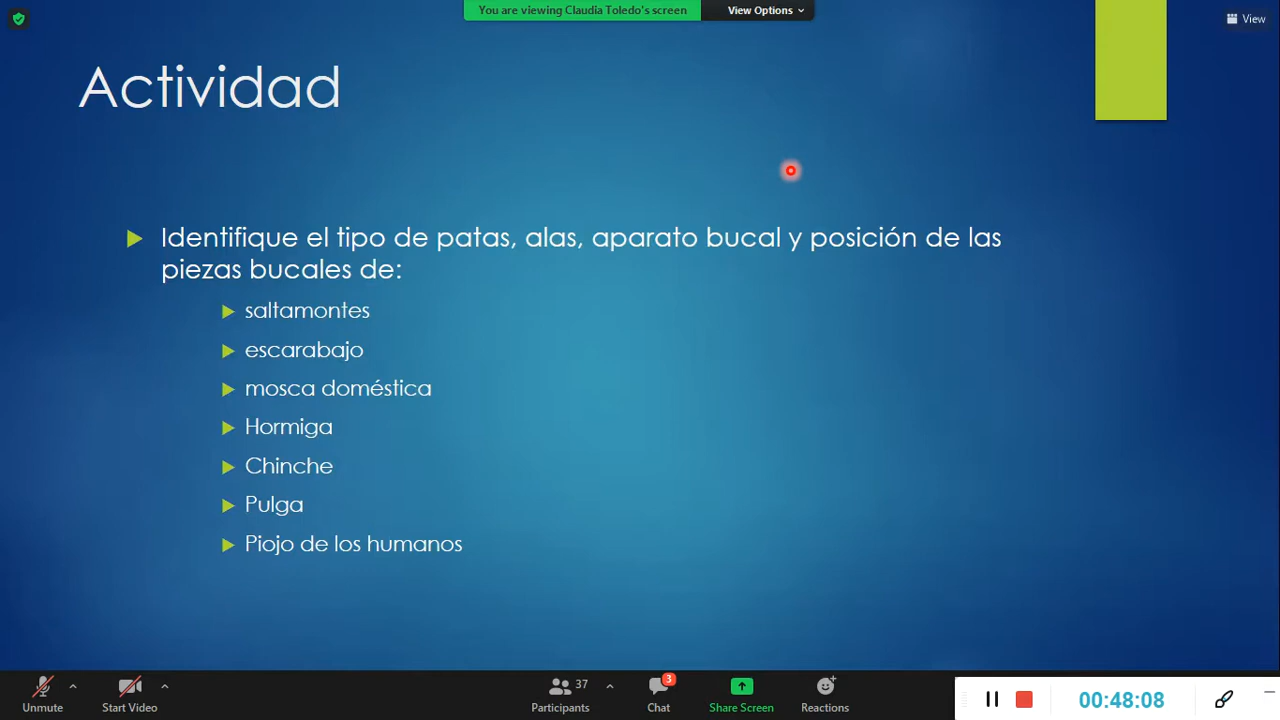 You are viewing Claudia Toledo's screen
View Options
View
Actividad
Identifique el tipo de patas, alas, aparato bucal y posición de las
piezas bucales de:
saltamontes
escarabajo
mosca doméstica
Hormiga
Chinche
Pulga
Piojo de los humanos
Unmute
Start Video
37
Participants
3
Chat
Share Screen
Reactions
00:48:08